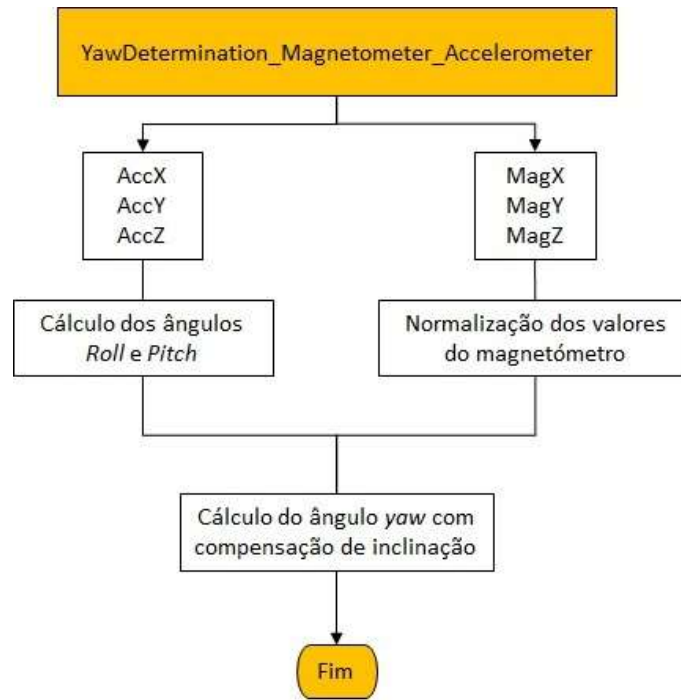 YawDetermination_Magnetometer_Accelerometer
AccX
AccY
AccZ
MagX
MagY
MagZ
Cálculo dos ângulos
Roll e Pitch
Normalização dos valores
do magnetómetro
Cálculo do ângulo yaw com
compensação de inclinação
Fim